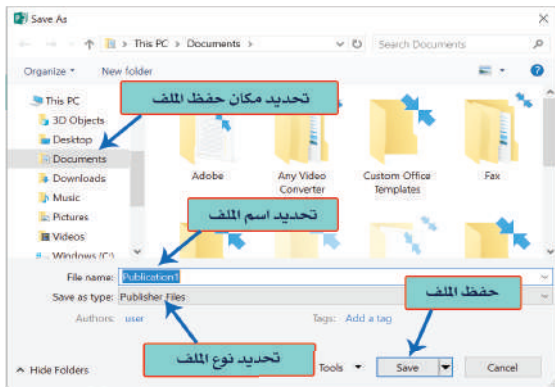 Save As
This PC > Documents >
Search Documents
Organize
New folder
This PC
تحديد مكان حفظ الملف
3D Objects
Desktop
Documents
Downloads
Music
Pictures
Videos
Windows (C:)
Adobe
Any Video Converter
Custom Office Templates
Fax
تحديد اسم الملف
File name: Publication1
Save as type: Publisher Files
حفظ الملف
Authors: user
Tags: Add a tag
تحديد نوع الملف
Hide Folders
Tools
Save
Cancel